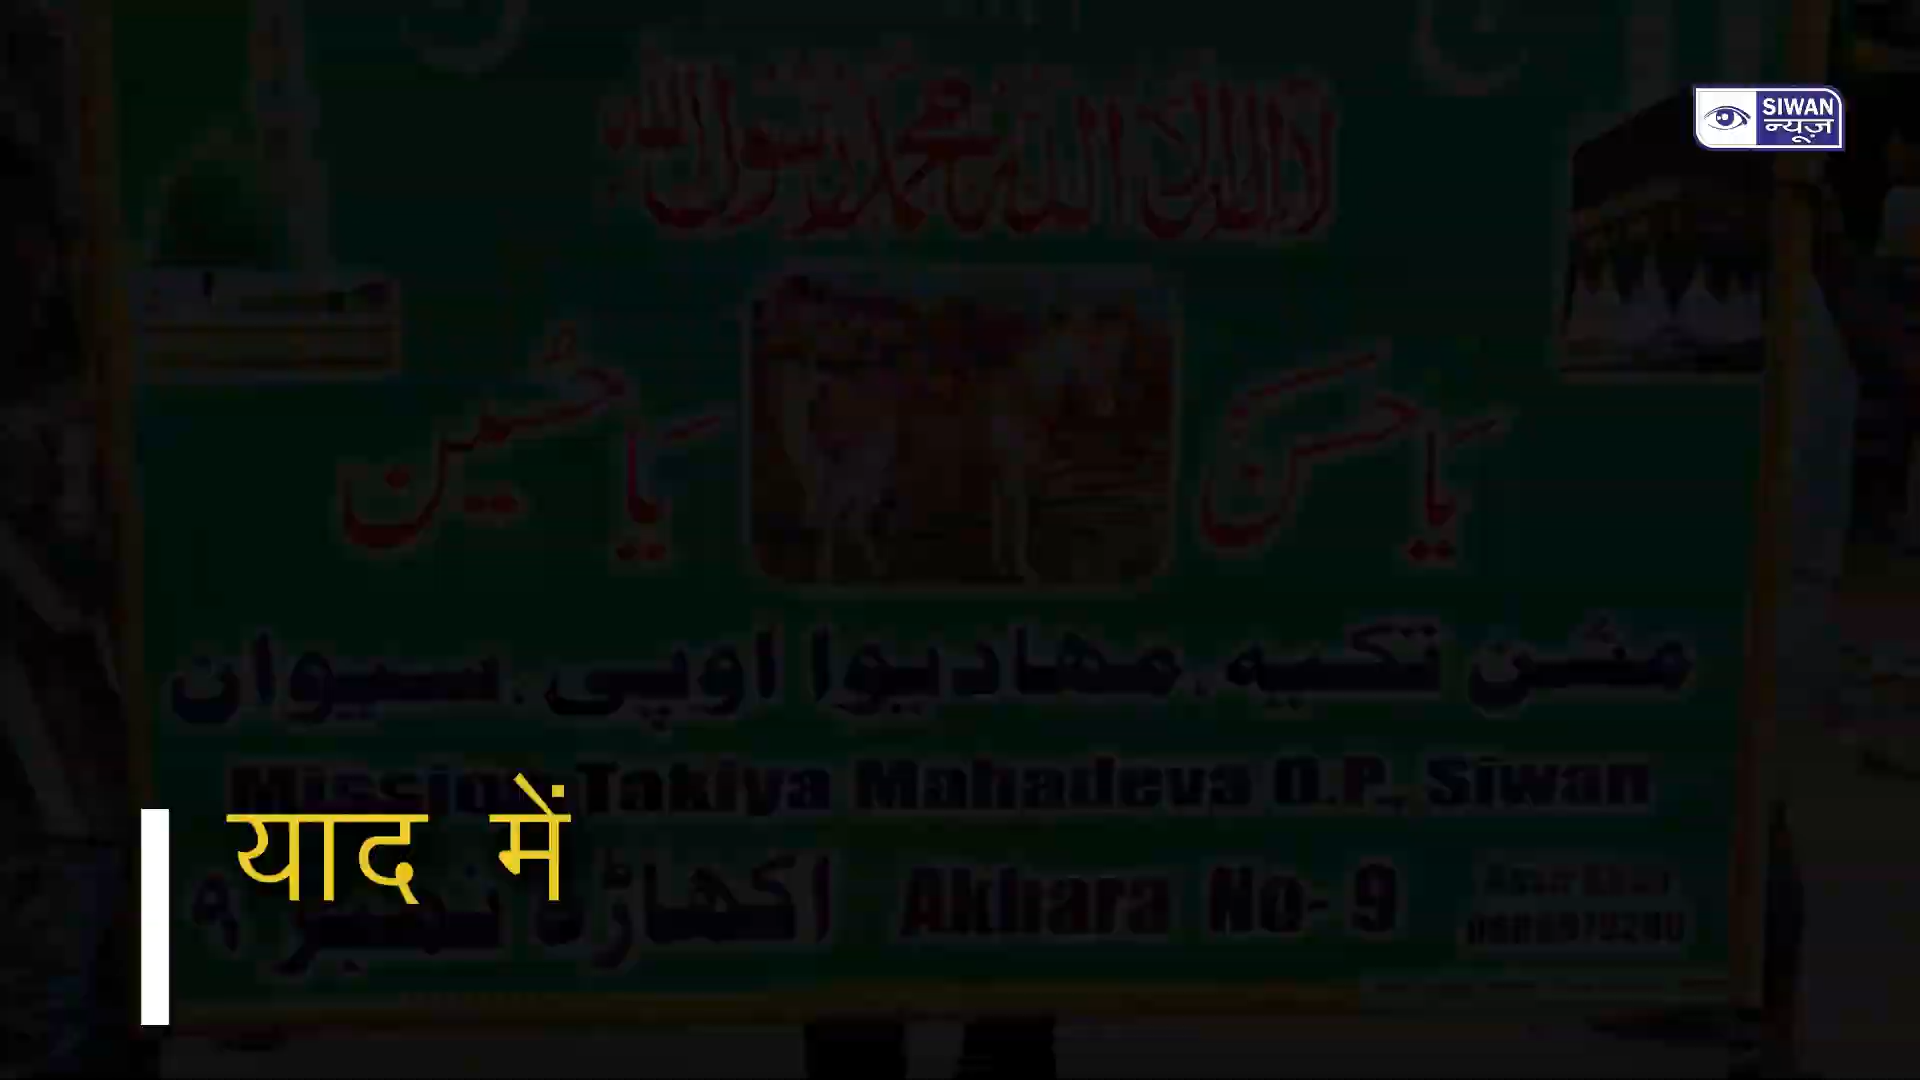 لا اله الا الله محمد رسول الله
SIWAN
न्यूज़
یا حسین
یا حسن
مشن تکیہ، مھادیوا اوپی، سیوان
Mission Takiya Mahadeva O.P., Siwan
याद में
اکھاڑہ نمبر ۹
Akhara No- 9